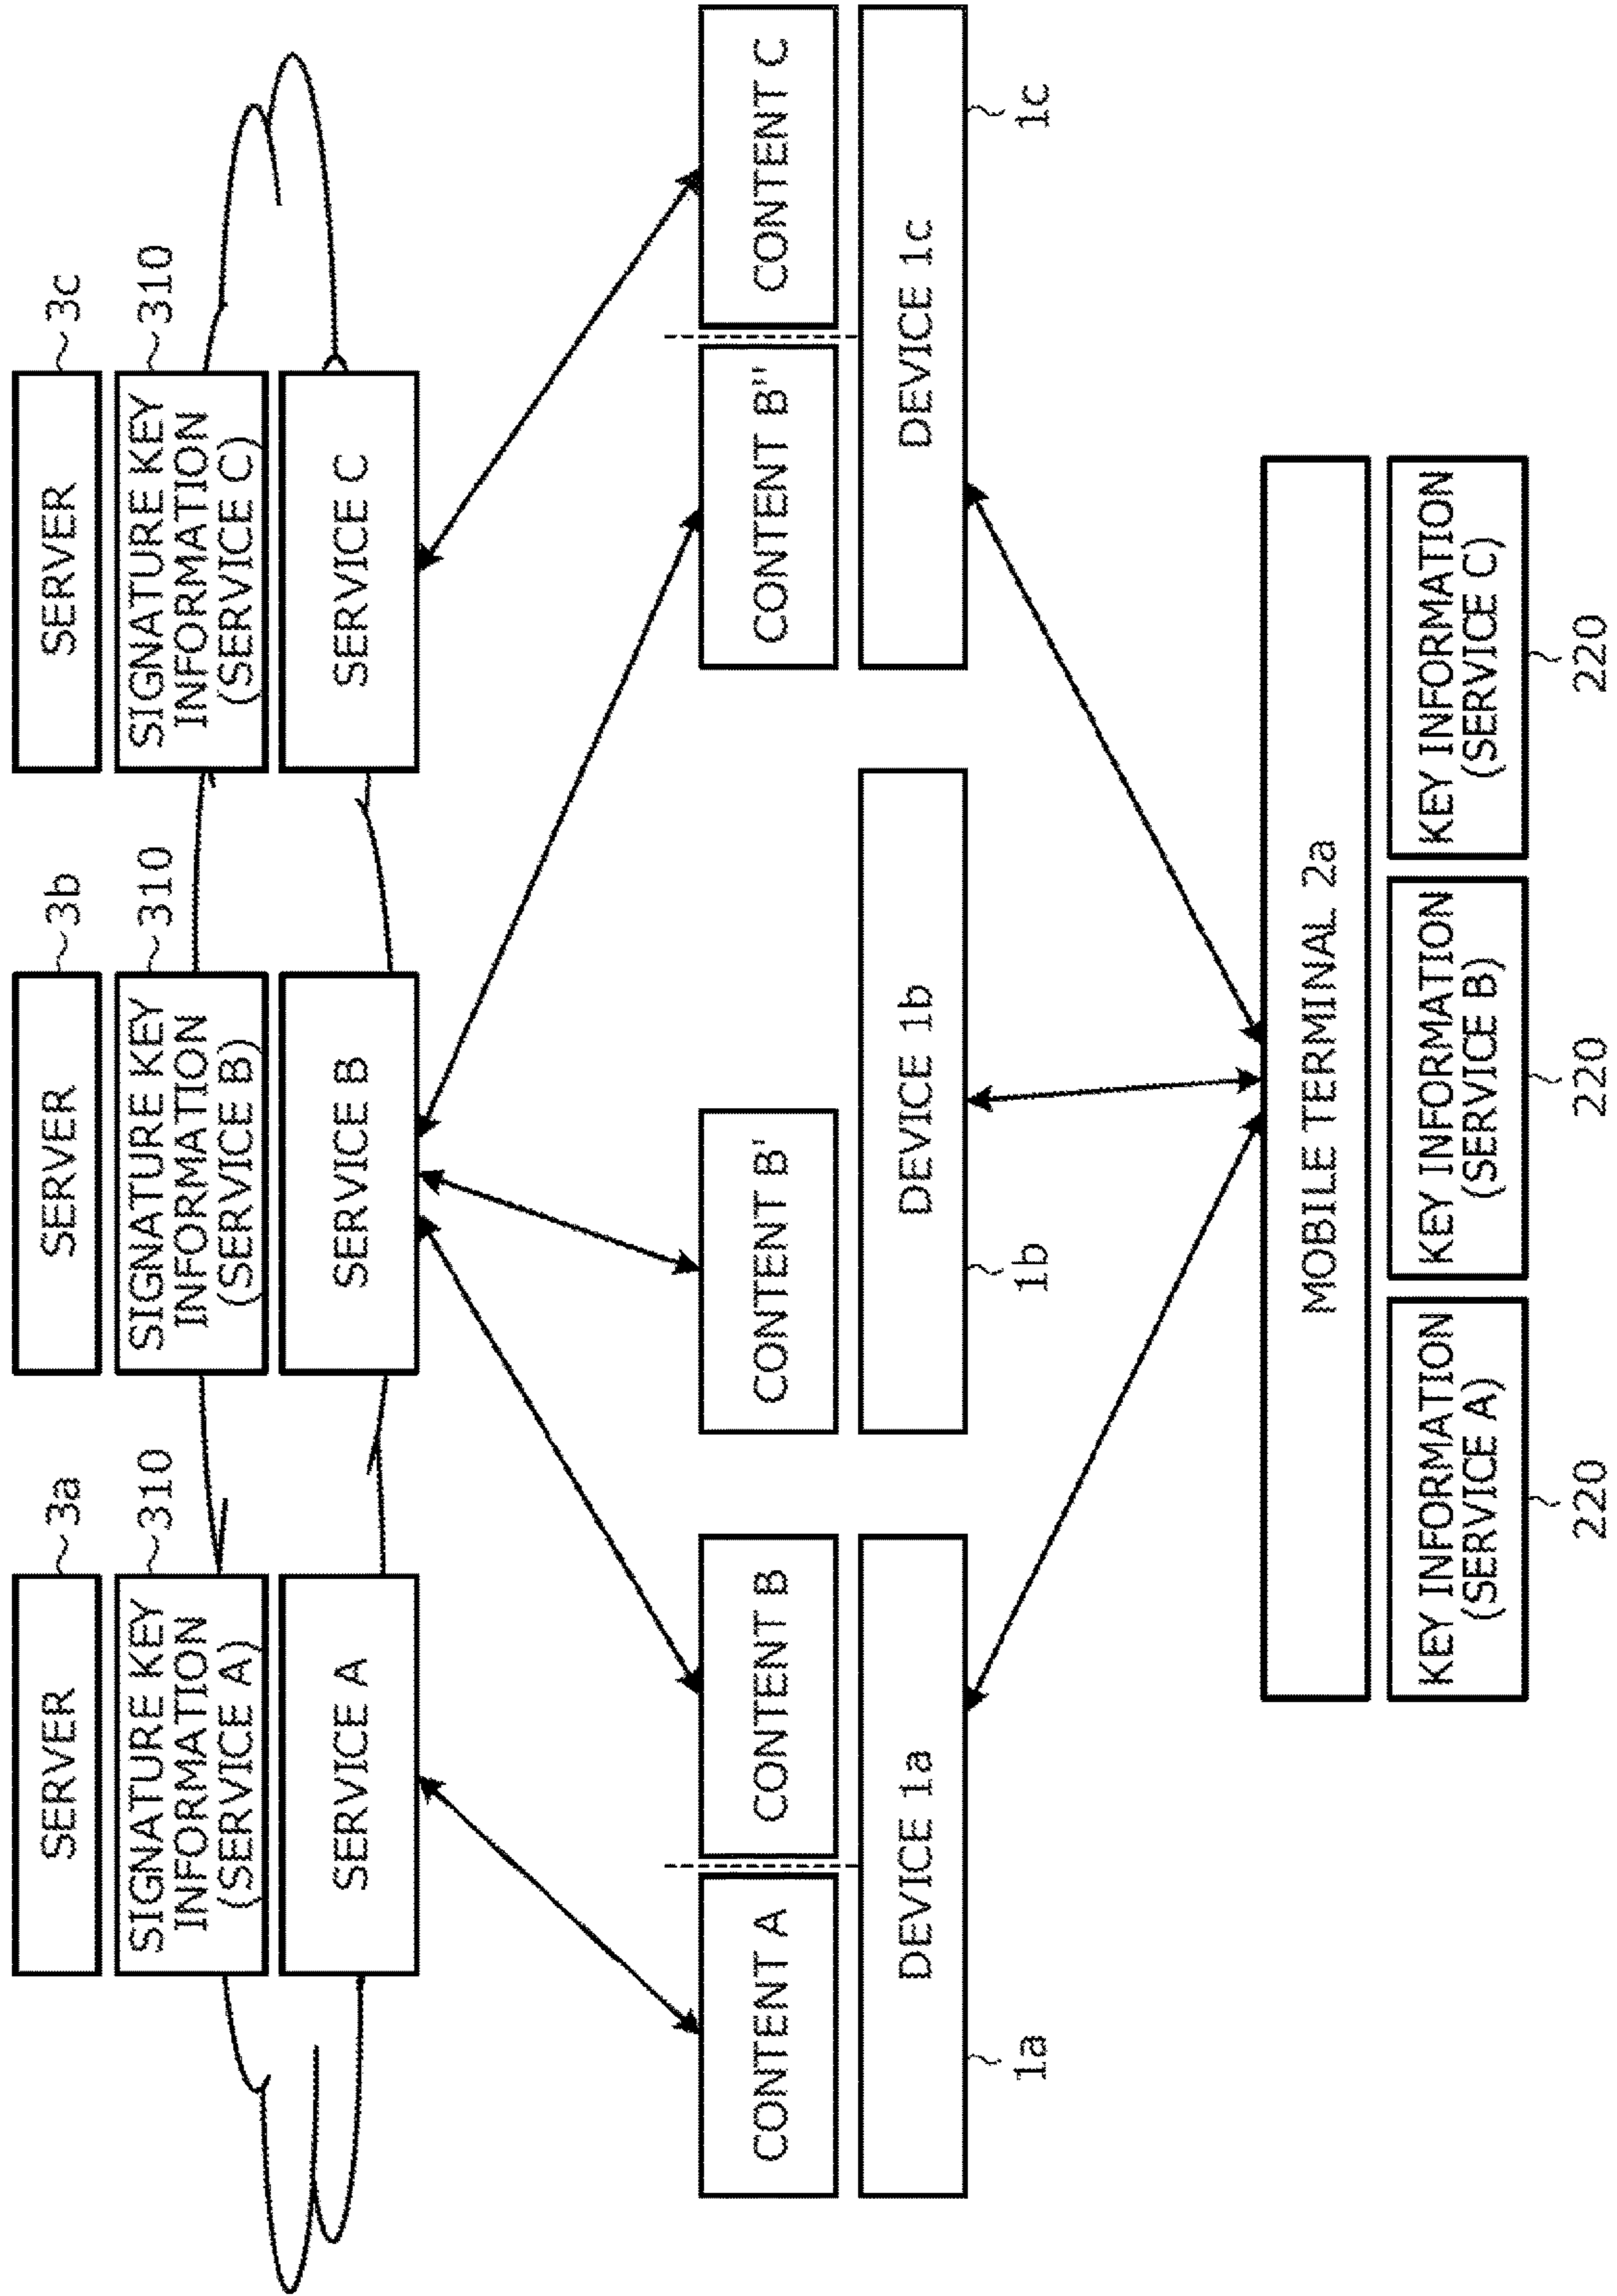 SERVER
3a
SIGNATURE KEY
INFORMATION
(SERVICE A)
310
SERVICE A
SERVER
3b
SIGNATURE KEY
INFORMATION
(SERVICE B)
310
SERVICE B
SERVER
3c
SIGNATURE KEY
INFORMATION
(SERVICE C)
310
SERVICE C
CONTENT A
CONTENT B
DEVICE 1a
1a
CONTENT B'
DEVICE 1b
1b
CONTENT B"
CONTENT C
DEVICE 1c
1c
MOBILE TERMINAL 2a
KEY INFORMATION
(SERVICE A)
220
KEY INFORMATION
(SERVICE B)
220
KEY INFORMATION
(SERVICE C)
220